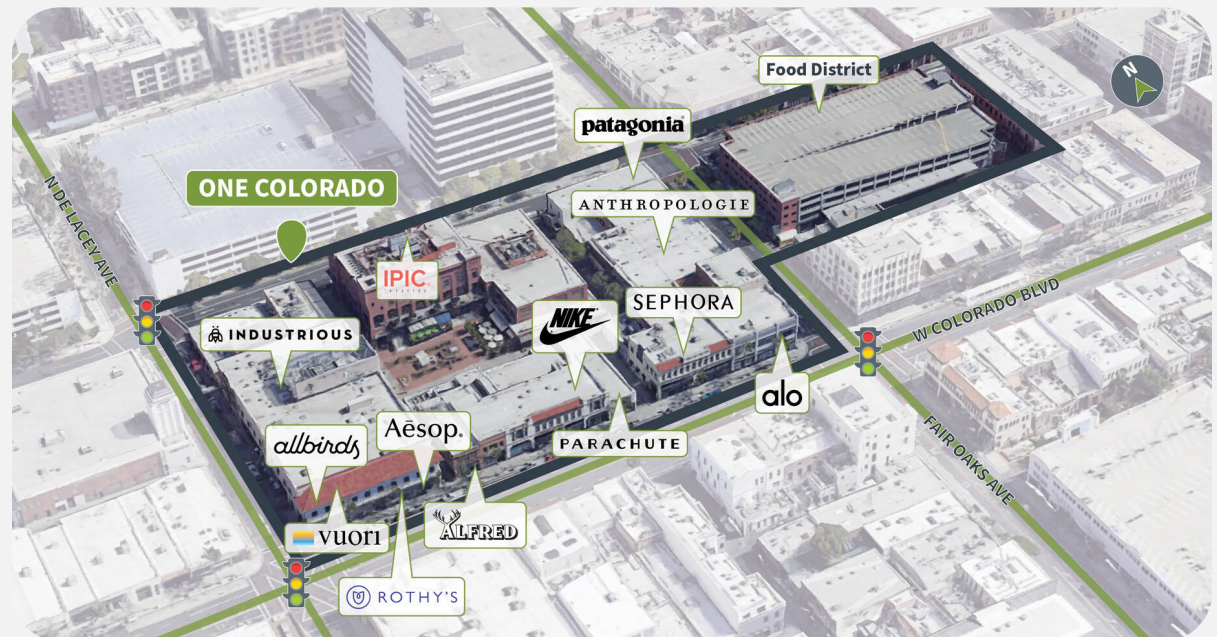 Food District
N
patagonia®
ONE COLORADO
ANTHROPOLOGIE
N DE LACEY AVE
IPIC®
THEATERS
NIKE
SEPHORA
W COLORADO BLVD
INDUSTRIOUS
alo
Aēsop®
allbirds
PARACHUTE
FAIR OAKS AVE
ALFRED
vuori
ROTHY'S